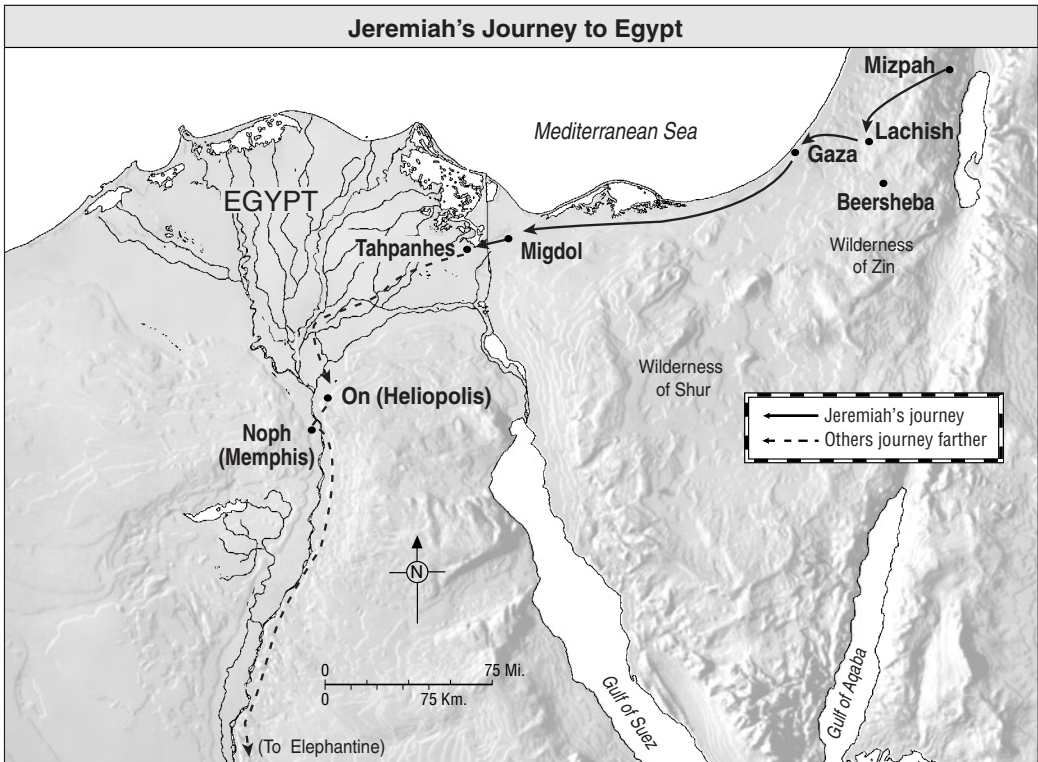 Jeremiah's Journey to Egypt
Mizpah
Mediterranean Sea
Lachish
Gaza
EGYPT
Beersheba
Tahpanhes
Migdol
Wilderness
of Zin
Wilderness
of Shur
On (Heliopolis)
Jeremiah's journey
Others journey farther
Noph
(Memphis)
N
0
75 Mi.
0
75 Km.
Gulf of Suez
Gulf of Aqaba
(To Elephantine)